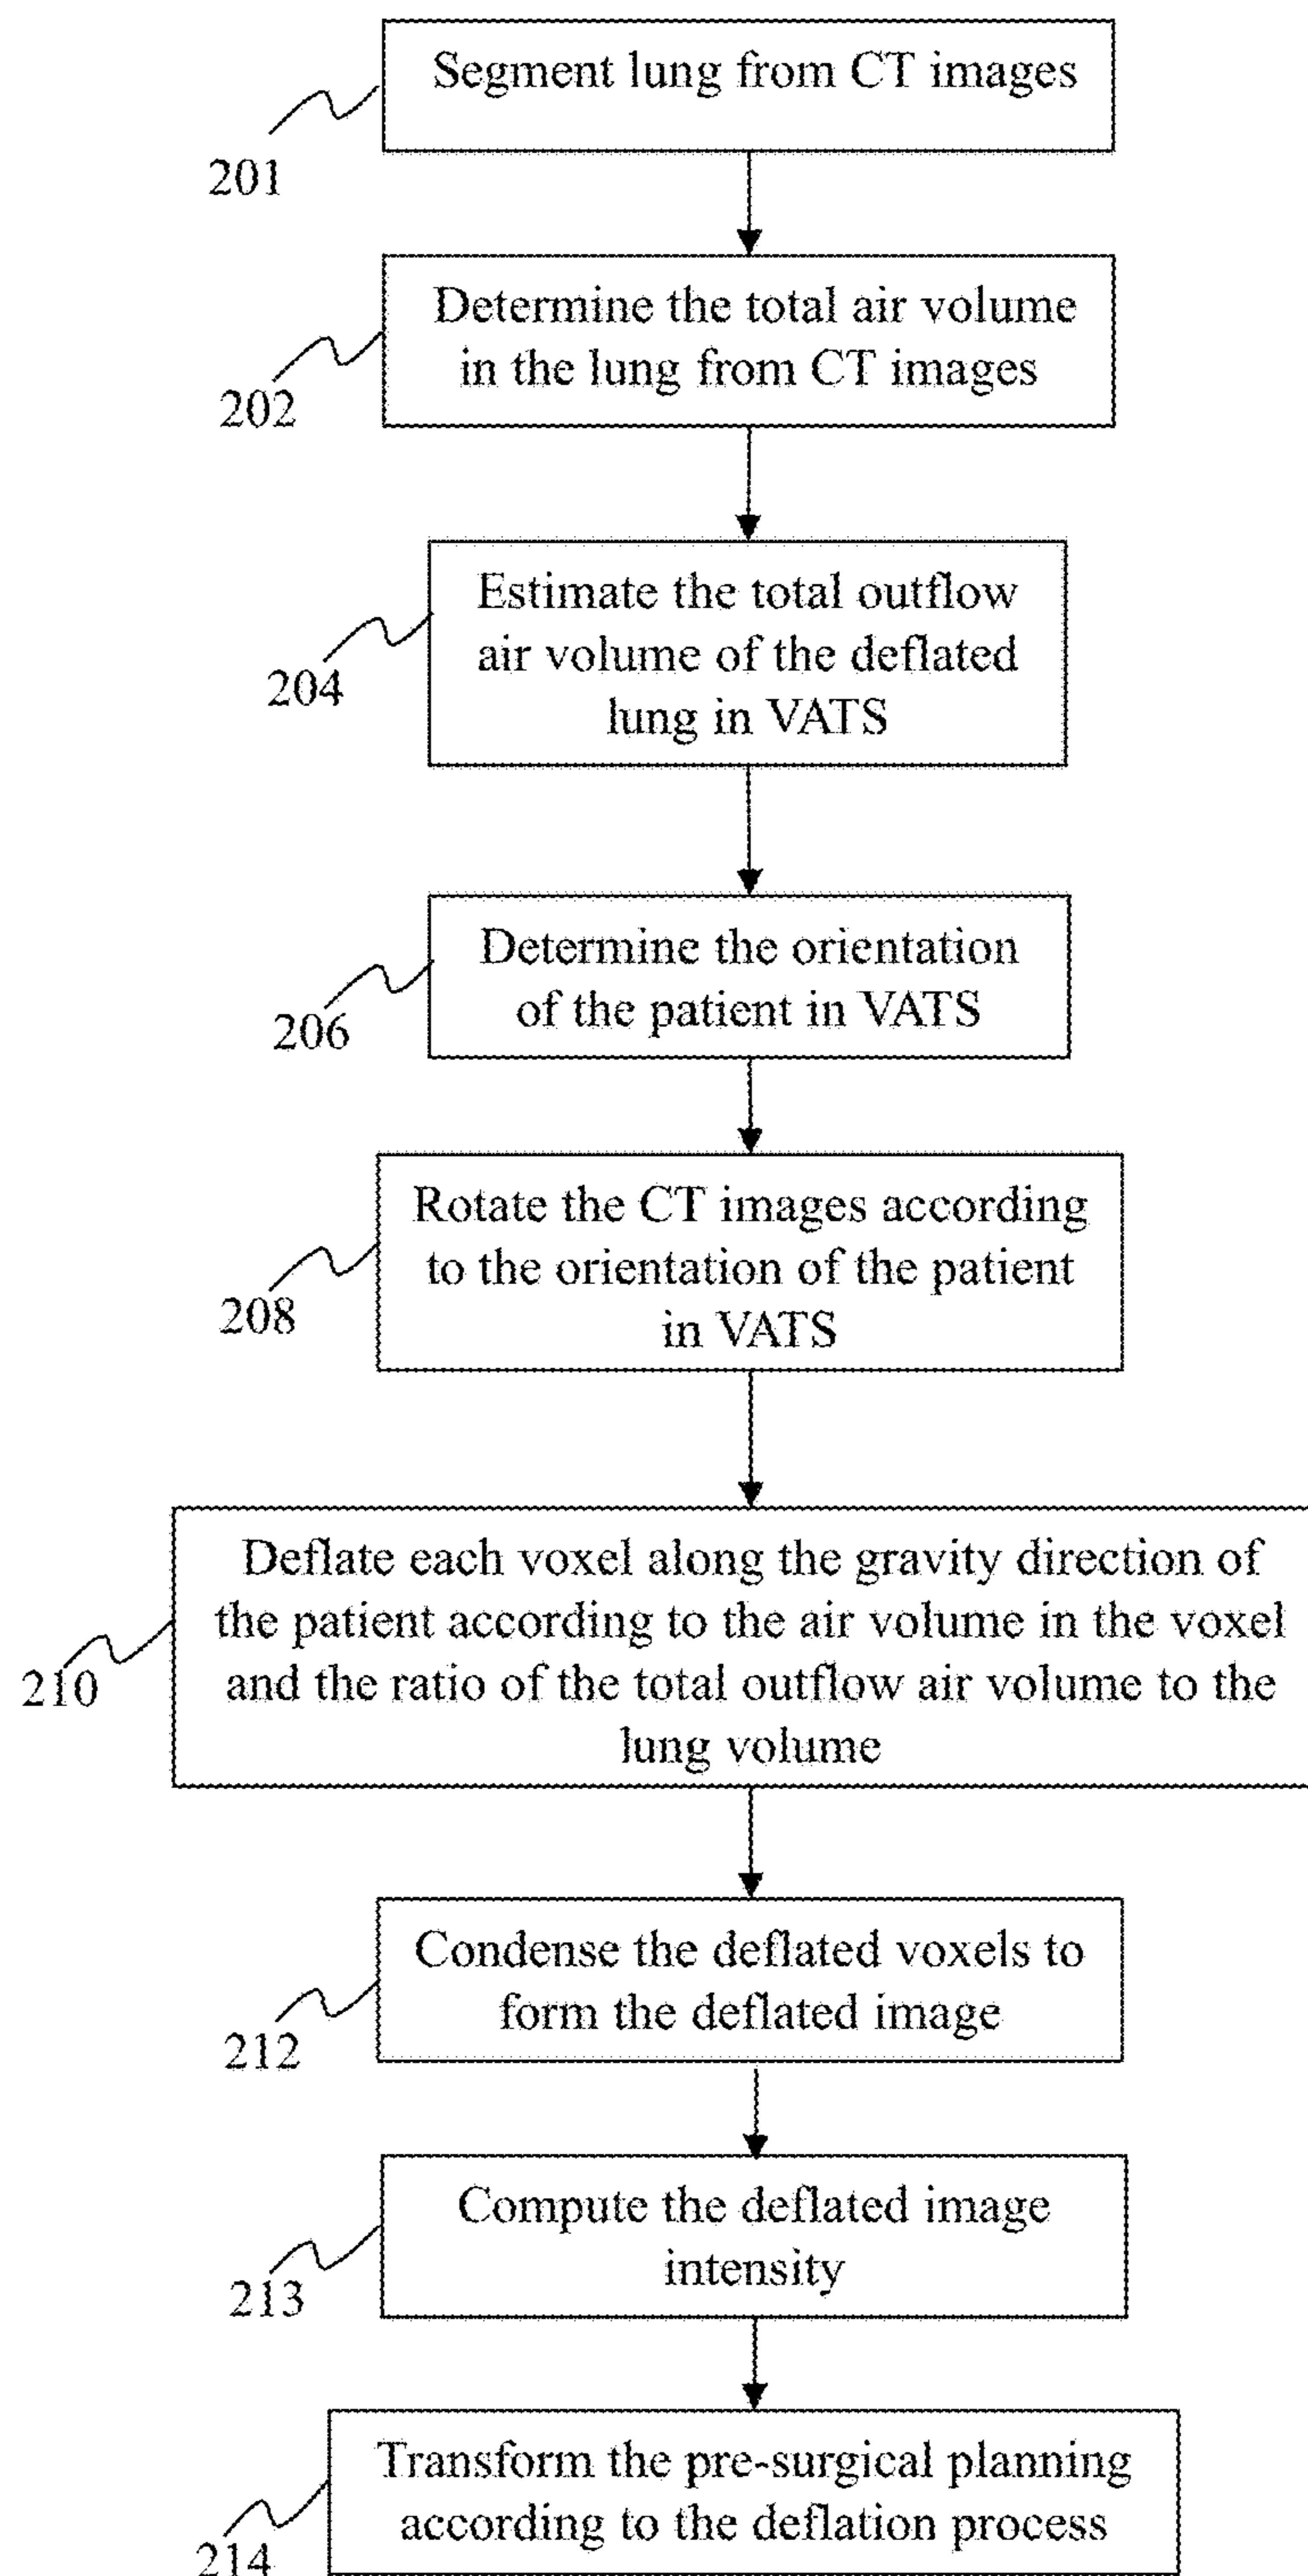 Segment lung from CT images
201
Determine the total air volume
in the lung from CT images
202
Estimate the total outflow
air volume of the deflated
lung in VATS
204
Determine the orientation
of the patient in VATS
206
Rotate the CT images according
to the orientation of the patient
in VATS
208
Deflate each voxel along the gravity direction of
the patient according to the air volume in the voxel
and the ratio of the total outflow air volume to the
lung volume
210
Condense the deflated voxels to
form the deflated image
212
Compute the deflated image
intensity
213
Transform the pre-surgical planning
according to the deflation process
214